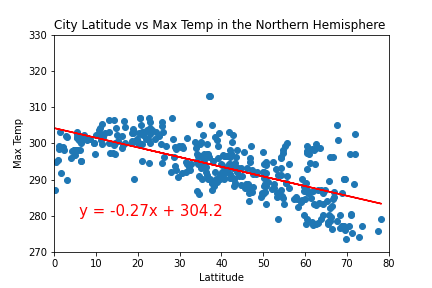 City Latitude vs Max Temp in the Northern Hemisphere
330
320
310
300
290
280
270
Max Temp
y = -0.27x + 304.2
0 10 20 30 40 50 60 70 80
Lattitude